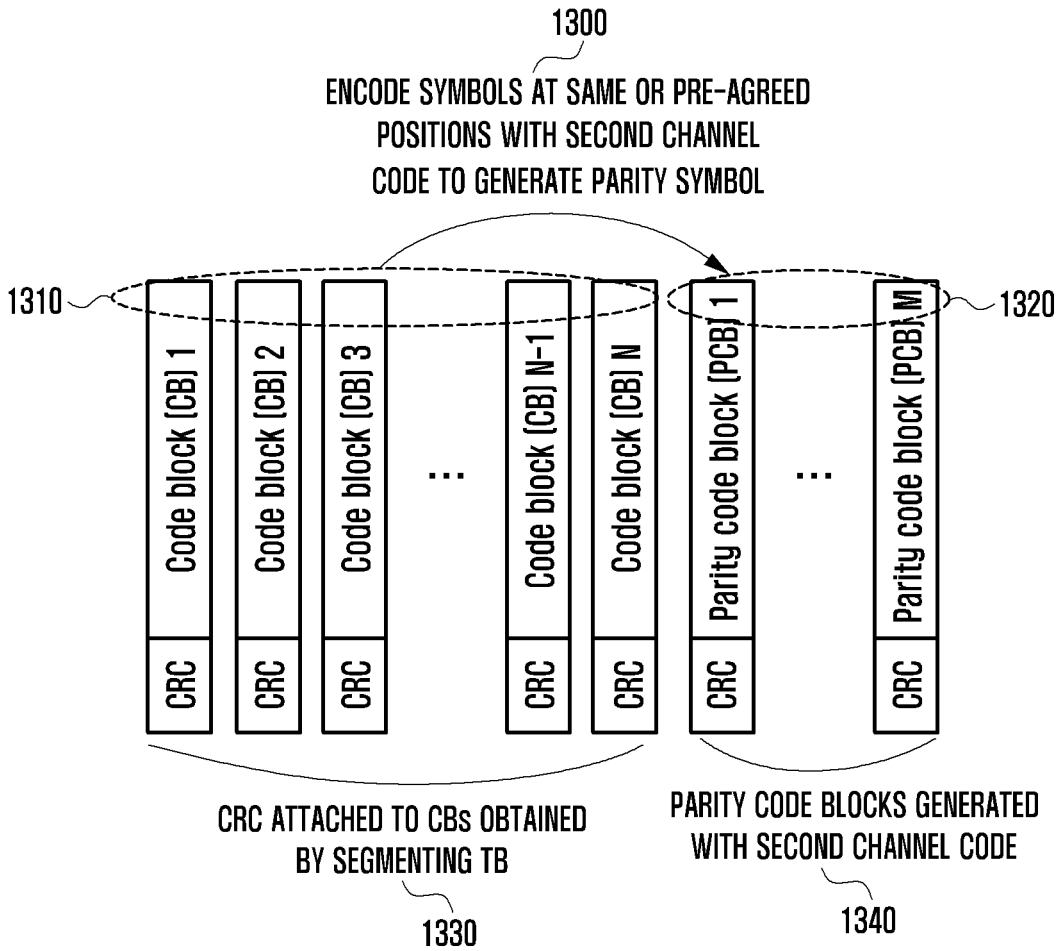 1300
ENCODE SYMBOLS AT SAME OR PRE-AGREED
POSITIONS WITH SECOND CHANNEL
CODE TO GENERATE PARITY SYMBOL
1310
1320
Code block (CB) 1
Code block (CB) 2
Code block (CB) 3
...
Code block (CB) N-1
Code block (CB) N
Parity code block (PCB) 1
...
Parity code block (PCB) M
CRC
CRC
CRC
CRC
CRC
CRC
CRC
CRC ATTACHED TO CBs OBTAINED
BY SEGMENTING TB
1330
PARITY CODE BLOCKS GENERATED
WITH SECOND CHANNEL CODE
1340